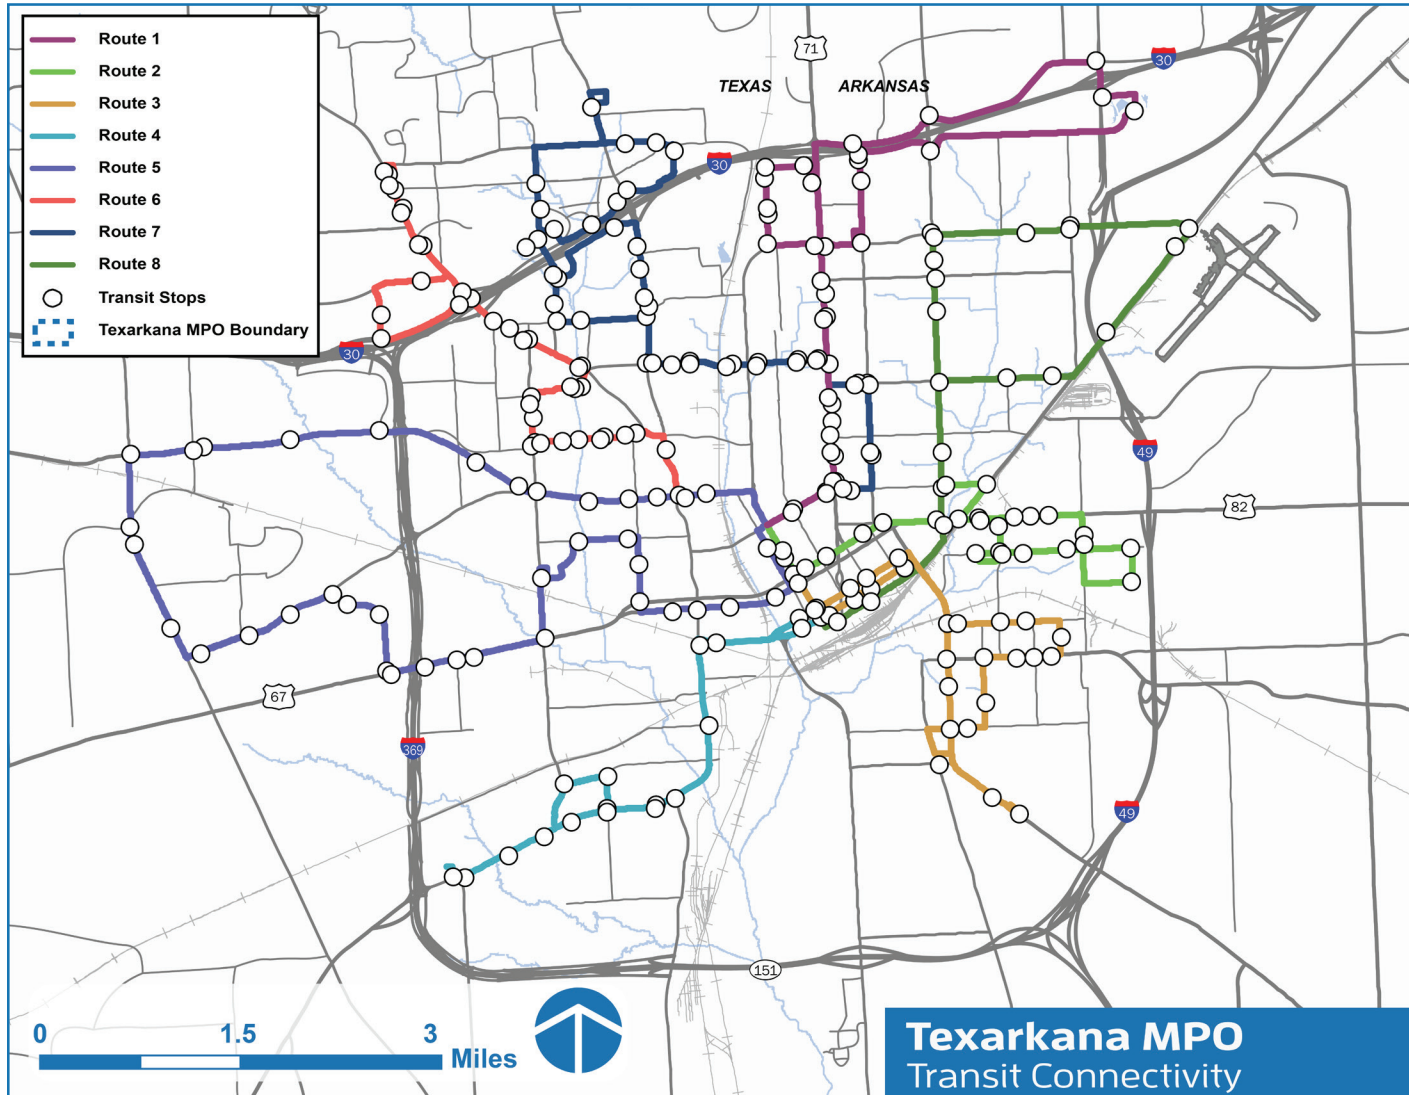 Route 1
Route 2
Route 3
Route 4
Route 5
Route 6
Route 7
Route 8
Transit Stops
Texarkana MPO Boundary
71
30
TEXAS
ARKANSAS
30
30
49
82
67
369
49
151
0
1.5
3
Miles
Texarkana MPO
Transit Connectivity